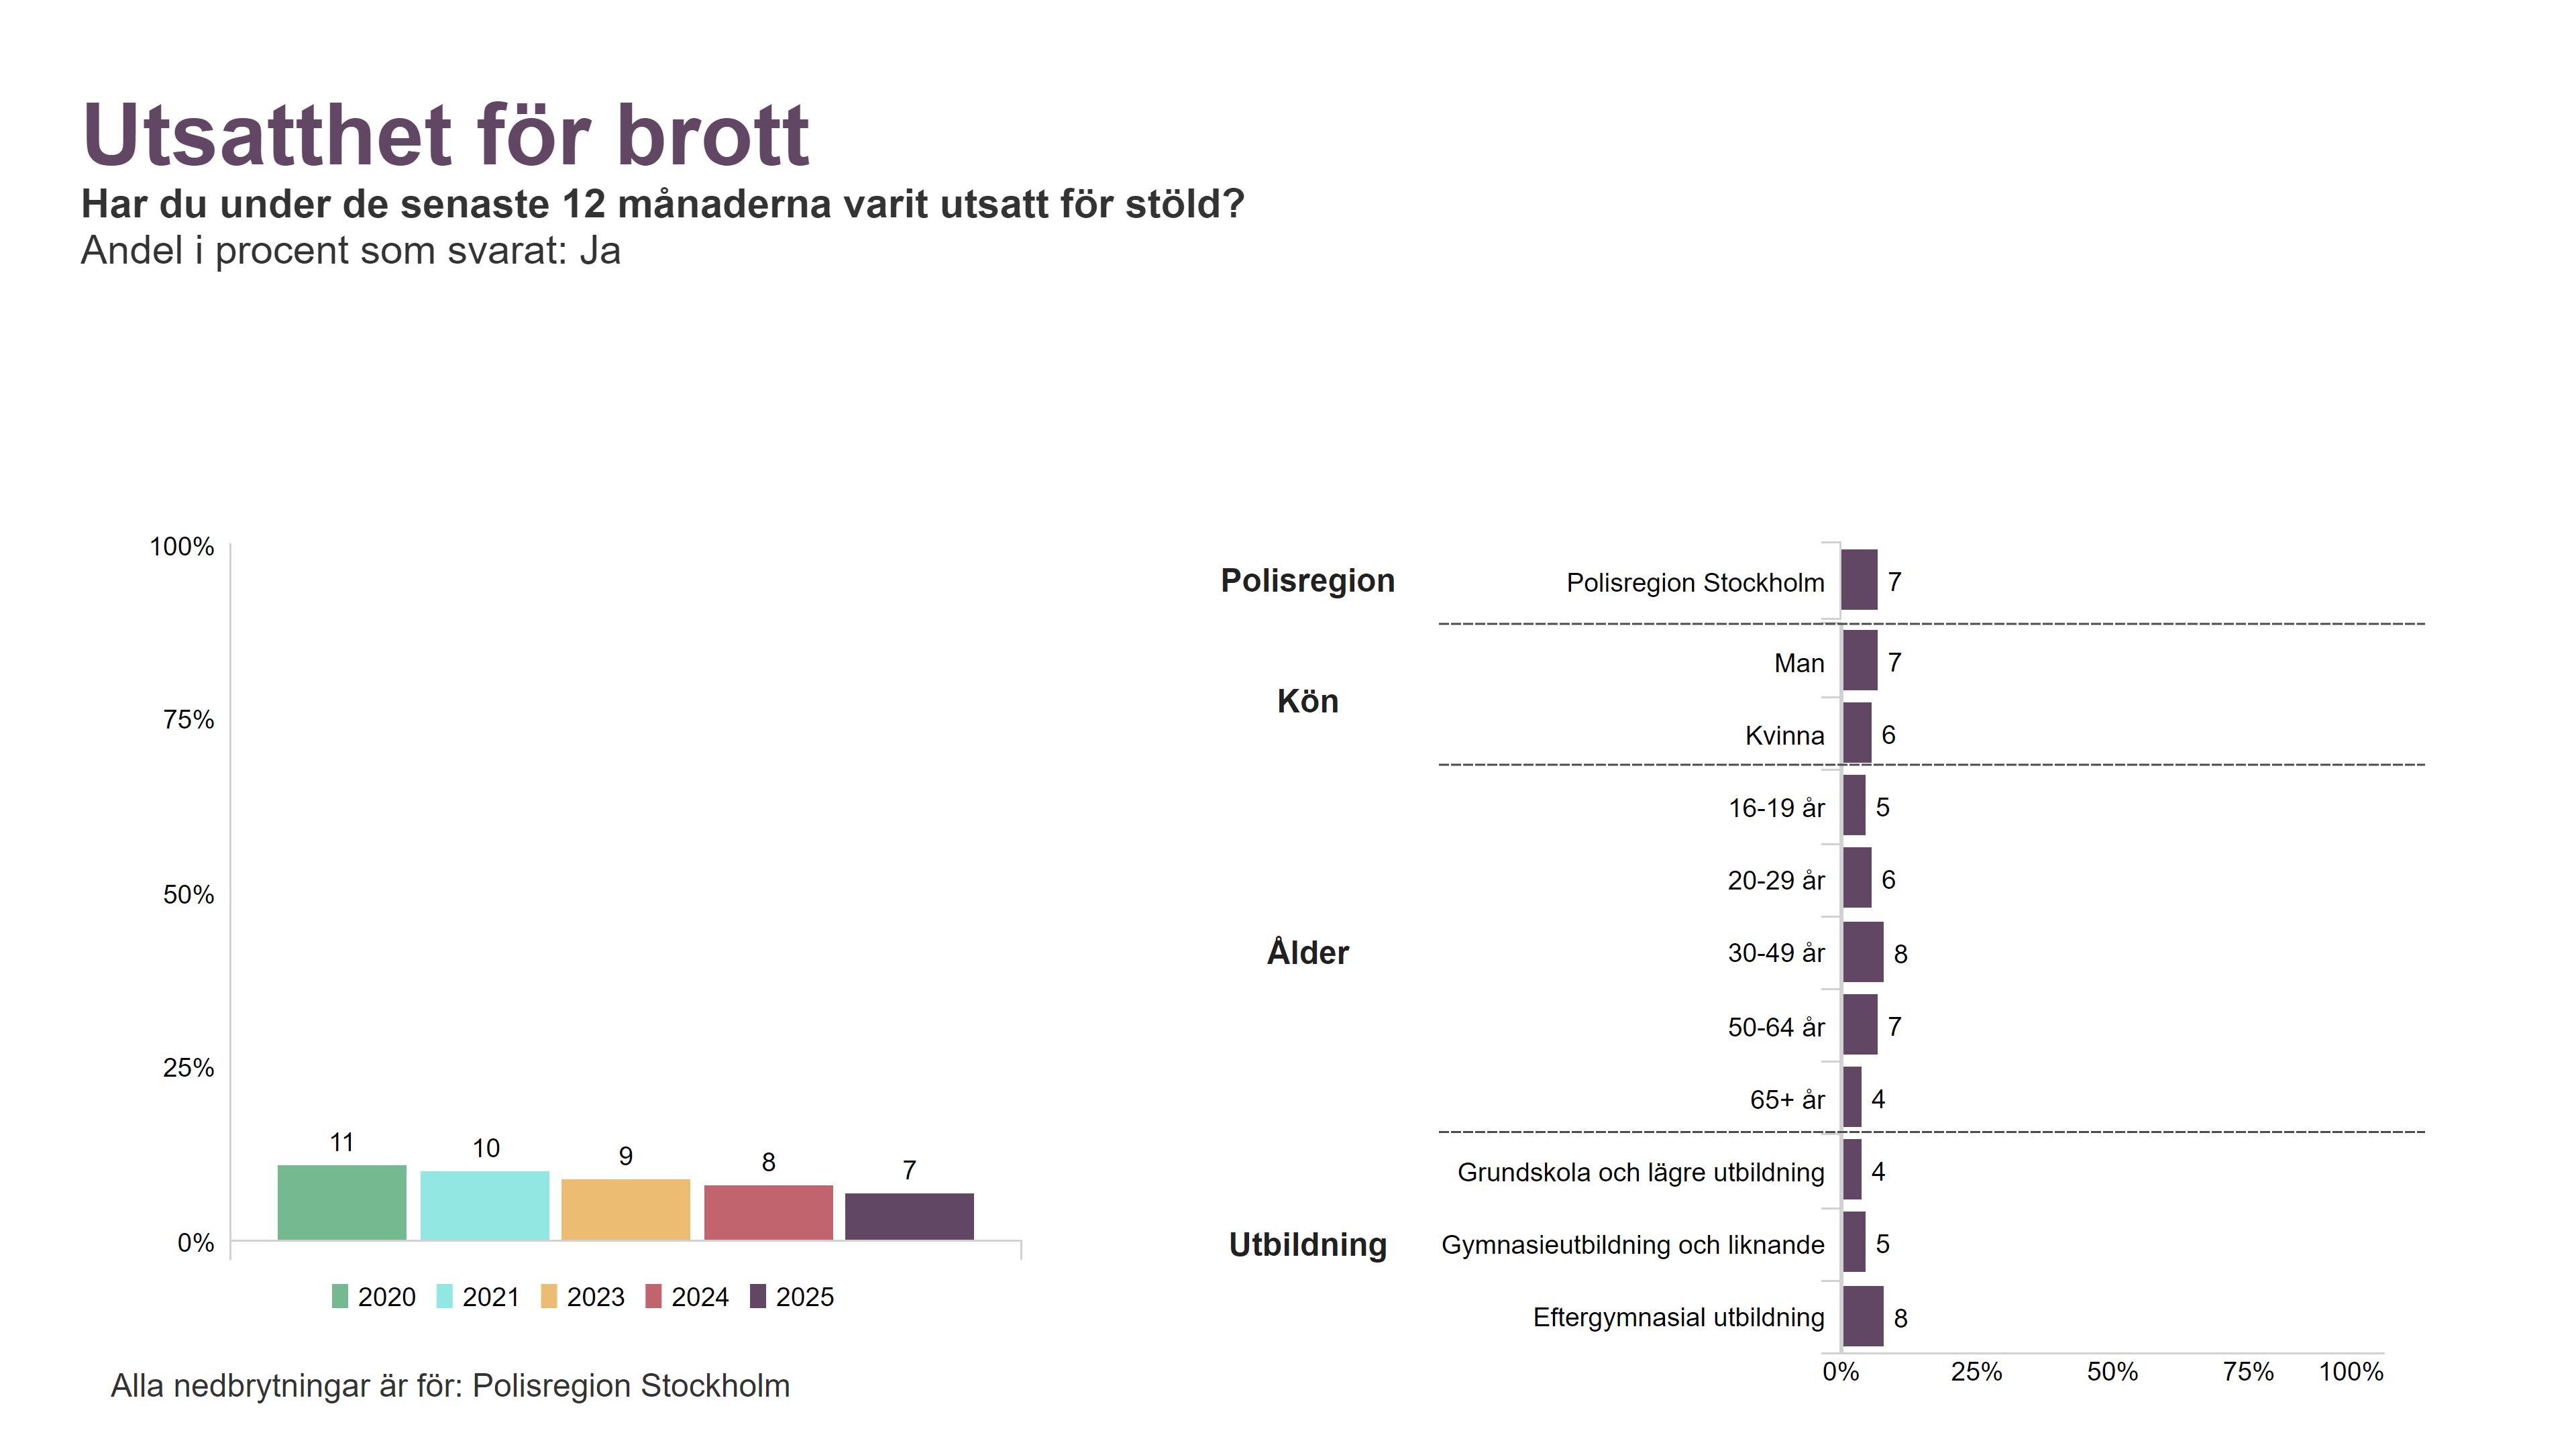 Utsatthet för brott
Har du under de senaste 12 månaderna varit utsatt för stöld?
Andel i procent som svarat: Ja
100%
75%
50%
25%
0%
11
10
9
8
7
2020 2021 2023 2024 2025
Alla nedbrytningar är för: Polisregion Stockholm
Polisregion
Polisregion Stockholm 7
Kön
Man 7
Kvinna 6
Ålder
16-19 år 5
20-29 år 6
30-49 år 8
50-64 år 7
65+ år 4
Utbildning
Grundskola och lägre utbildning 4
Gymnasieutbildning och liknande 5
Eftergymnasial utbildning 8
0% 25% 50% 75% 100%